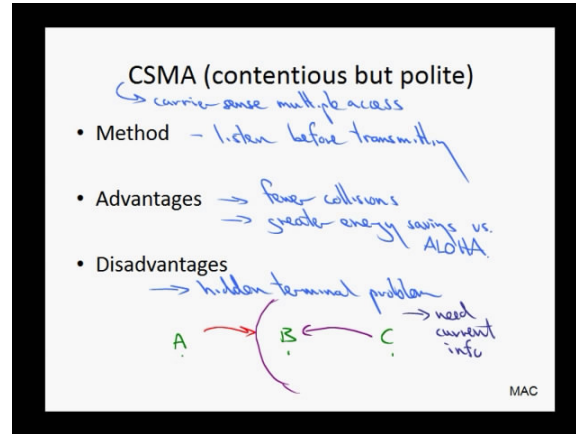 CSMA (contentious but polite)
↳ carrier-sense multiple access
• Method - listen before transmitting
• Advantages → fewer collisions
→ greater energy savings vs.
ALOHA
• Disadvantages
→ hidden terminal problem
→ need
current
info
A B C
MAC